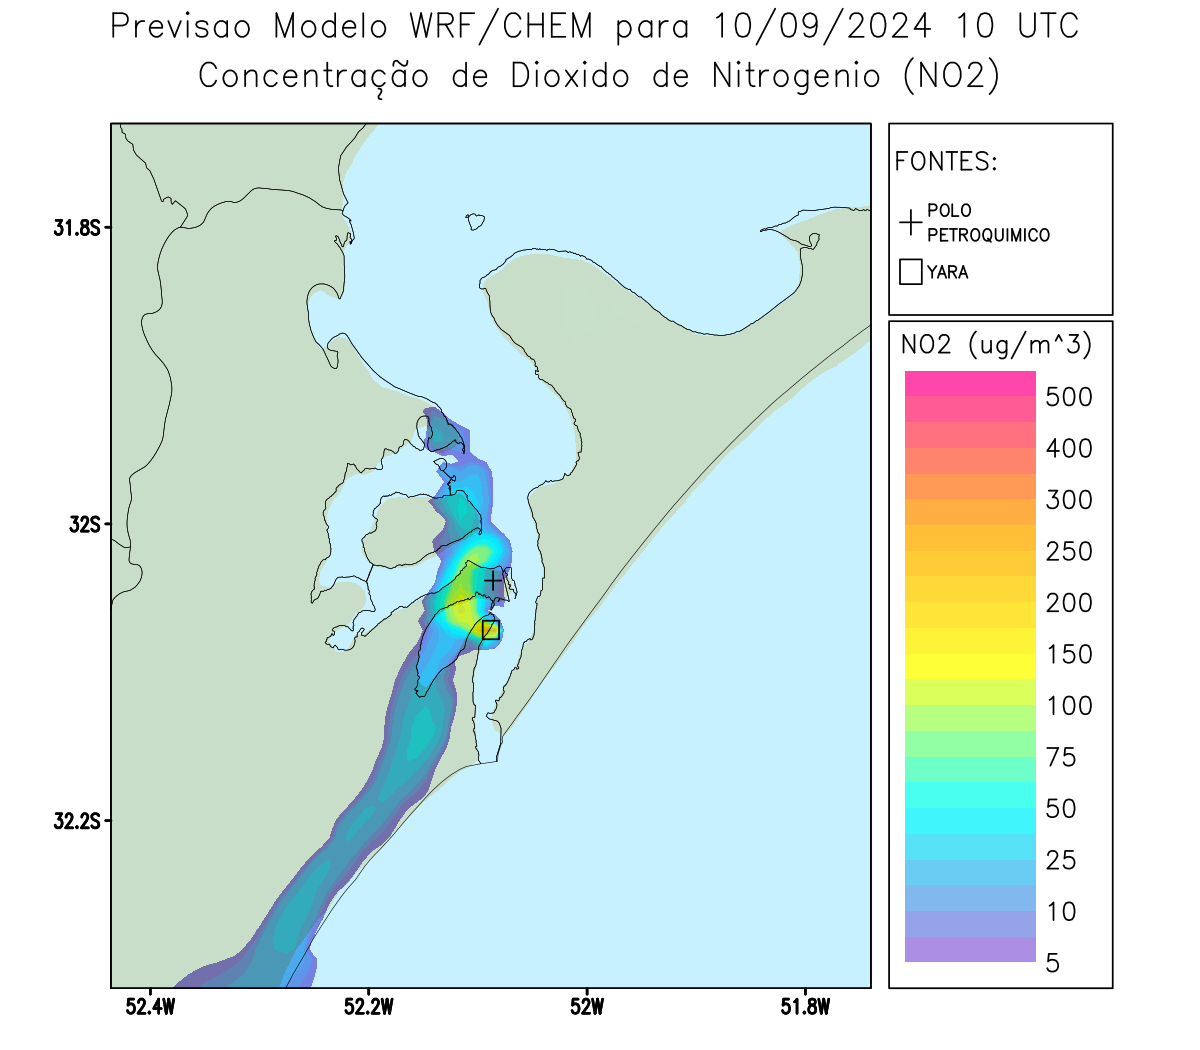 Previsao Modelo WRF/CHEM para 10/09/2024 10 UTC
Concentração de Dioxido de Nitrogenio (NO2)
FONTES:
POLO
PETROQUIMICO
YARA
NO2 (ug/m^3)
500
400
300
250
200
150
100
75
50
25
10
5
31.8S
32S
32.2S
52.4W
52.2W
52W
51.8W